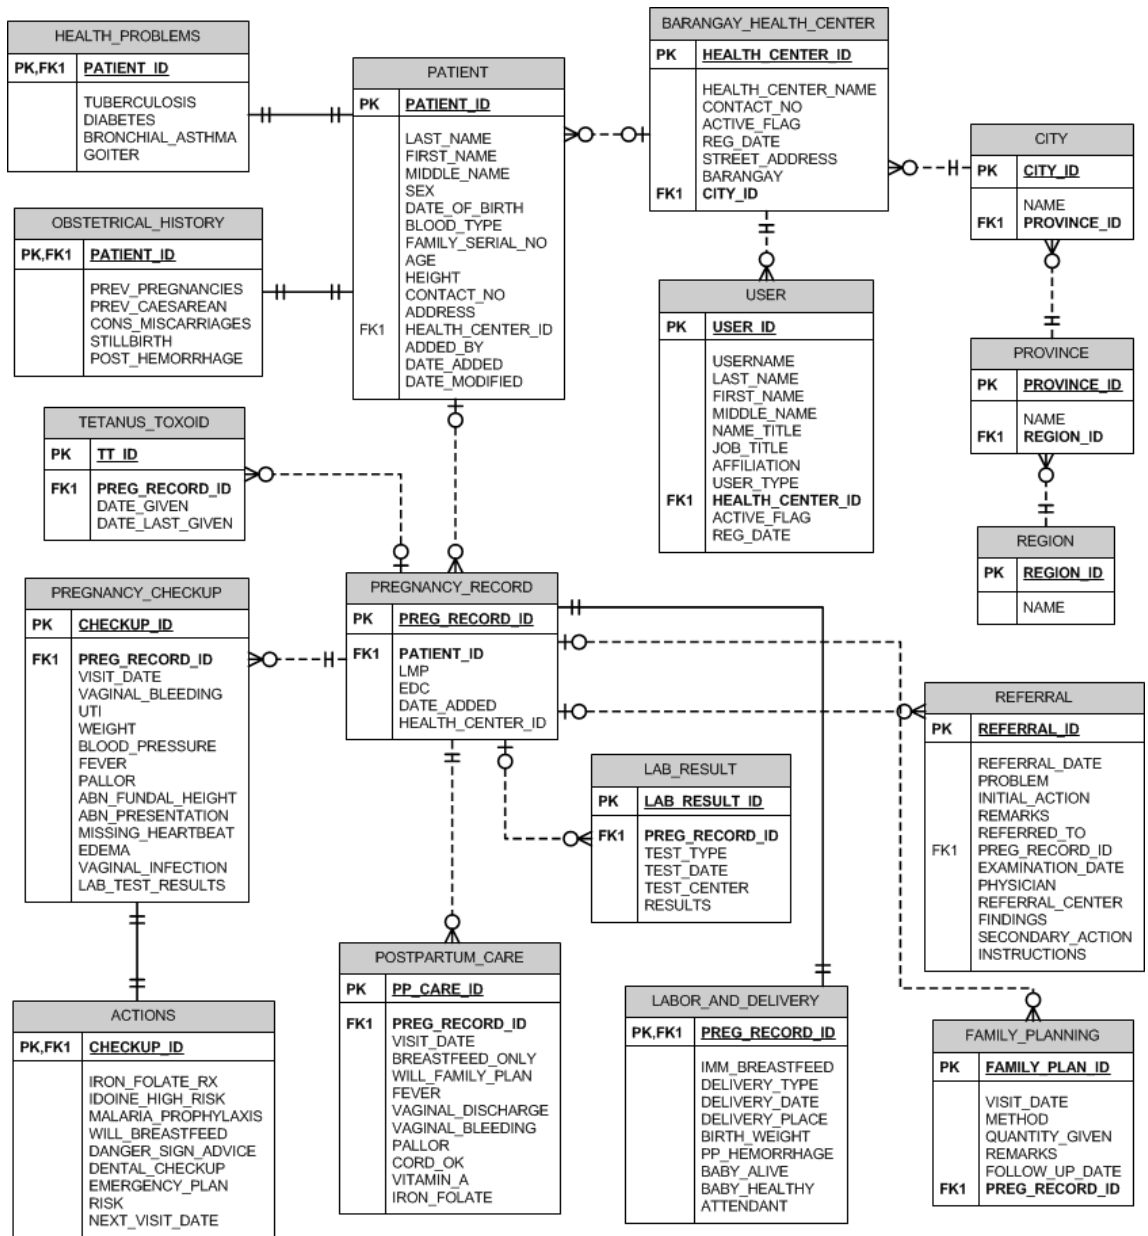 HEALTH_PROBLEMS
PK,FK1 PATIENT_ID
TUBERCULOSIS
DIABETES
BRONCHIAL_ASTHMA
GOITER
PATIENT
PK PATIENT_ID
LAST_NAME
FIRST_NAME
MIDDLE_NAME
SEX
DATE_OF_BIRTH
BLOOD_TYPE
FAMILY_SERIAL_NO
AGE
HEIGHT
CONTACT_NO
ADDRESS
FK1 HEALTH_CENTER_ID
ADDED_BY
DATE_ADDED
DATE_MODIFIED
BARANGAY_HEALTH_CENTER
PK HEALTH_CENTER_ID
HEALTH_CENTER_NAME
CONTACT_NO
ACTIVE_FLAG
REG_DATE
STREET_ADDRESS
BARANGAY
FK1 CITY_ID
CITY
PK CITY_ID
NAME
FK1 PROVINCE_ID
OBSTETRICAL_HISTORY
PK,FK1 PATIENT_ID
PREV_PREGNANCIES
PREV_CAESAREAN
CONS_MISCARRIAGES
STILLBIRTH
POST_HEMORRHAGE
USER
PK USER_ID
USERNAME
LAST_NAME
FIRST_NAME
MIDDLE_NAME
NAME_TITLE
JOB_TITLE
AFFILIATION
USER_TYPE
FK1 HEALTH_CENTER_ID
ACTIVE_FLAG
REG_DATE
PROVINCE
PK PROVINCE_ID
NAME
FK1 REGION_ID
TETANUS_TOXOID
PK TT_ID
FK1 PREG_RECORD_ID
DATE_GIVEN
DATE_LAST_GIVEN
REGION
PK REGION_ID
NAME
PREGNANCY_CHECKUP
PK CHECKUP_ID
FK1 PREG_RECORD_ID
VISIT_DATE
VAGINAL_BLEEDING
UTI
WEIGHT
BLOOD_PRESSURE
FEVER
PALLOR
ABN_FUNDAL_HEIGHT
ABN_PRESENTATION
MISSING_HEARTBEAT
EDEMA
VAGINAL_INFECTION
LAB_TEST_RESULTS
PREGNANCY_RECORD
PK PREG_RECORD_ID
FK1 PATIENT_ID
LMP
EDC
DATE_ADDED
HEALTH_CENTER_ID
REFERRAL
PK REFERRAL_ID
REFERRAL_DATE
PROBLEM
INITIAL_ACTION
REMARKS
REFERRED_TO
FK1 PREG_RECORD_ID
EXAMINATION_DATE
PHYSICIAN
REFERRAL_CENTER
FINDINGS
SECONDARY_ACTION
INSTRUCTIONS
LAB_RESULT
PK LAB_RESULT_ID
FK1 PREG_RECORD_ID
TEST_TYPE
TEST_DATE
TEST_CENTER
RESULTS
POSTPARTUM_CARE
PK PP_CARE_ID
FK1 PREG_RECORD_ID
VISIT_DATE
BREASTFEED_ONLY
WILL_FAMILY_PLAN
FEVER
VAGINAL_DISCHARGE
VAGINAL_BLEEDING
PALLOR
CORD_OK
VITAMIN_A
IRON_FOLATE
ACTIONS
PK,FK1 CHECKUP_ID
IRON_FOLATE_RX
IDOINE_HIGH_RISK
MALARIA_PROPHYLAXIS
WILL_BREASTFEED
DANGER_SIGN_ADVICE
DENTAL_CHECKUP
EMERGENCY_PLAN
RISK
NEXT_VISIT_DATE
LABOR_AND_DELIVERY
PK,FK1 PREG_RECORD_ID
IMM_BREASTFEED
DELIVERY_TYPE
DELIVERY_DATE
DELIVERY_PLACE
BIRTH_WEIGHT
PP_HEMORRHAGE
BABY_ALIVE
BABY_HEALTHY
ATTENDANT
FAMILY_PLANNING
PK FAMILY_PLAN_ID
VISIT_DATE
METHOD
QUANTITY_GIVEN
REMARKS
FOLLOW_UP_DATE
FK1 PREG_RECORD_ID